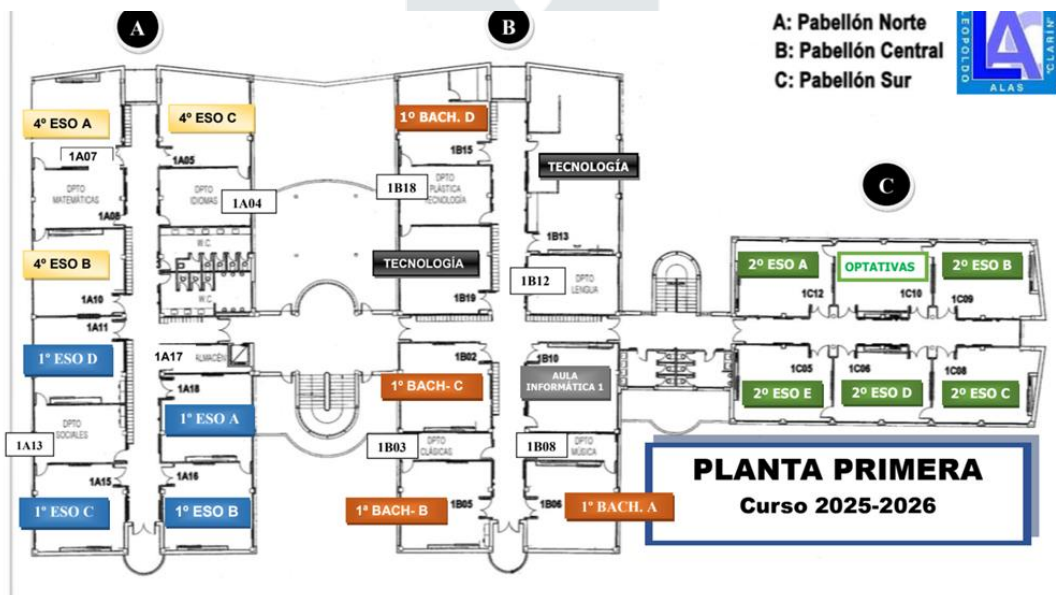 A
B
A: Pabellón Norte
B: Pabellón Central
C: Pabellón Sur
LEOPOLDO
ALAS
"CLARÍN"
LA
4º ESO A
4º ESO C
1A07
1A05
DPTO
MATEMÁTICAS
DPTO
IDIOMAS
1A04
1A08
W.C.
W.C.
4º ESO B
1A10
1A11
1º ESO D
1A17
ALMACÉN
1A18
1º ESO A
DPTO
SOCIALES
1A13
1A15
1A16
1º ESO C
1º ESO B
1º BACH. D
1B15
TECNOLOGÍA
1B18
DPTO
PLÁSTICA
TECNOLOGÍA
1B13
TECNOLOGÍA
1B12
DPTO
LENGUA
1B19
1B02
1B10
1º BACH- C
AULA
INFORMÁTICA 1
1B03
DPTO
CLÁSICAS
1B08
DPTO
MÚSICA
1B05
1B06
1ª BACH- B
1º BACH. A
C
2º ESO A
OPTATIVAS
2º ESO B
1C12
1C10
1C09
1C05
1C06
1C08
2º ESO E
2º ESO D
2º ESO C
PLANTA PRIMERA
Curso 2025-2026